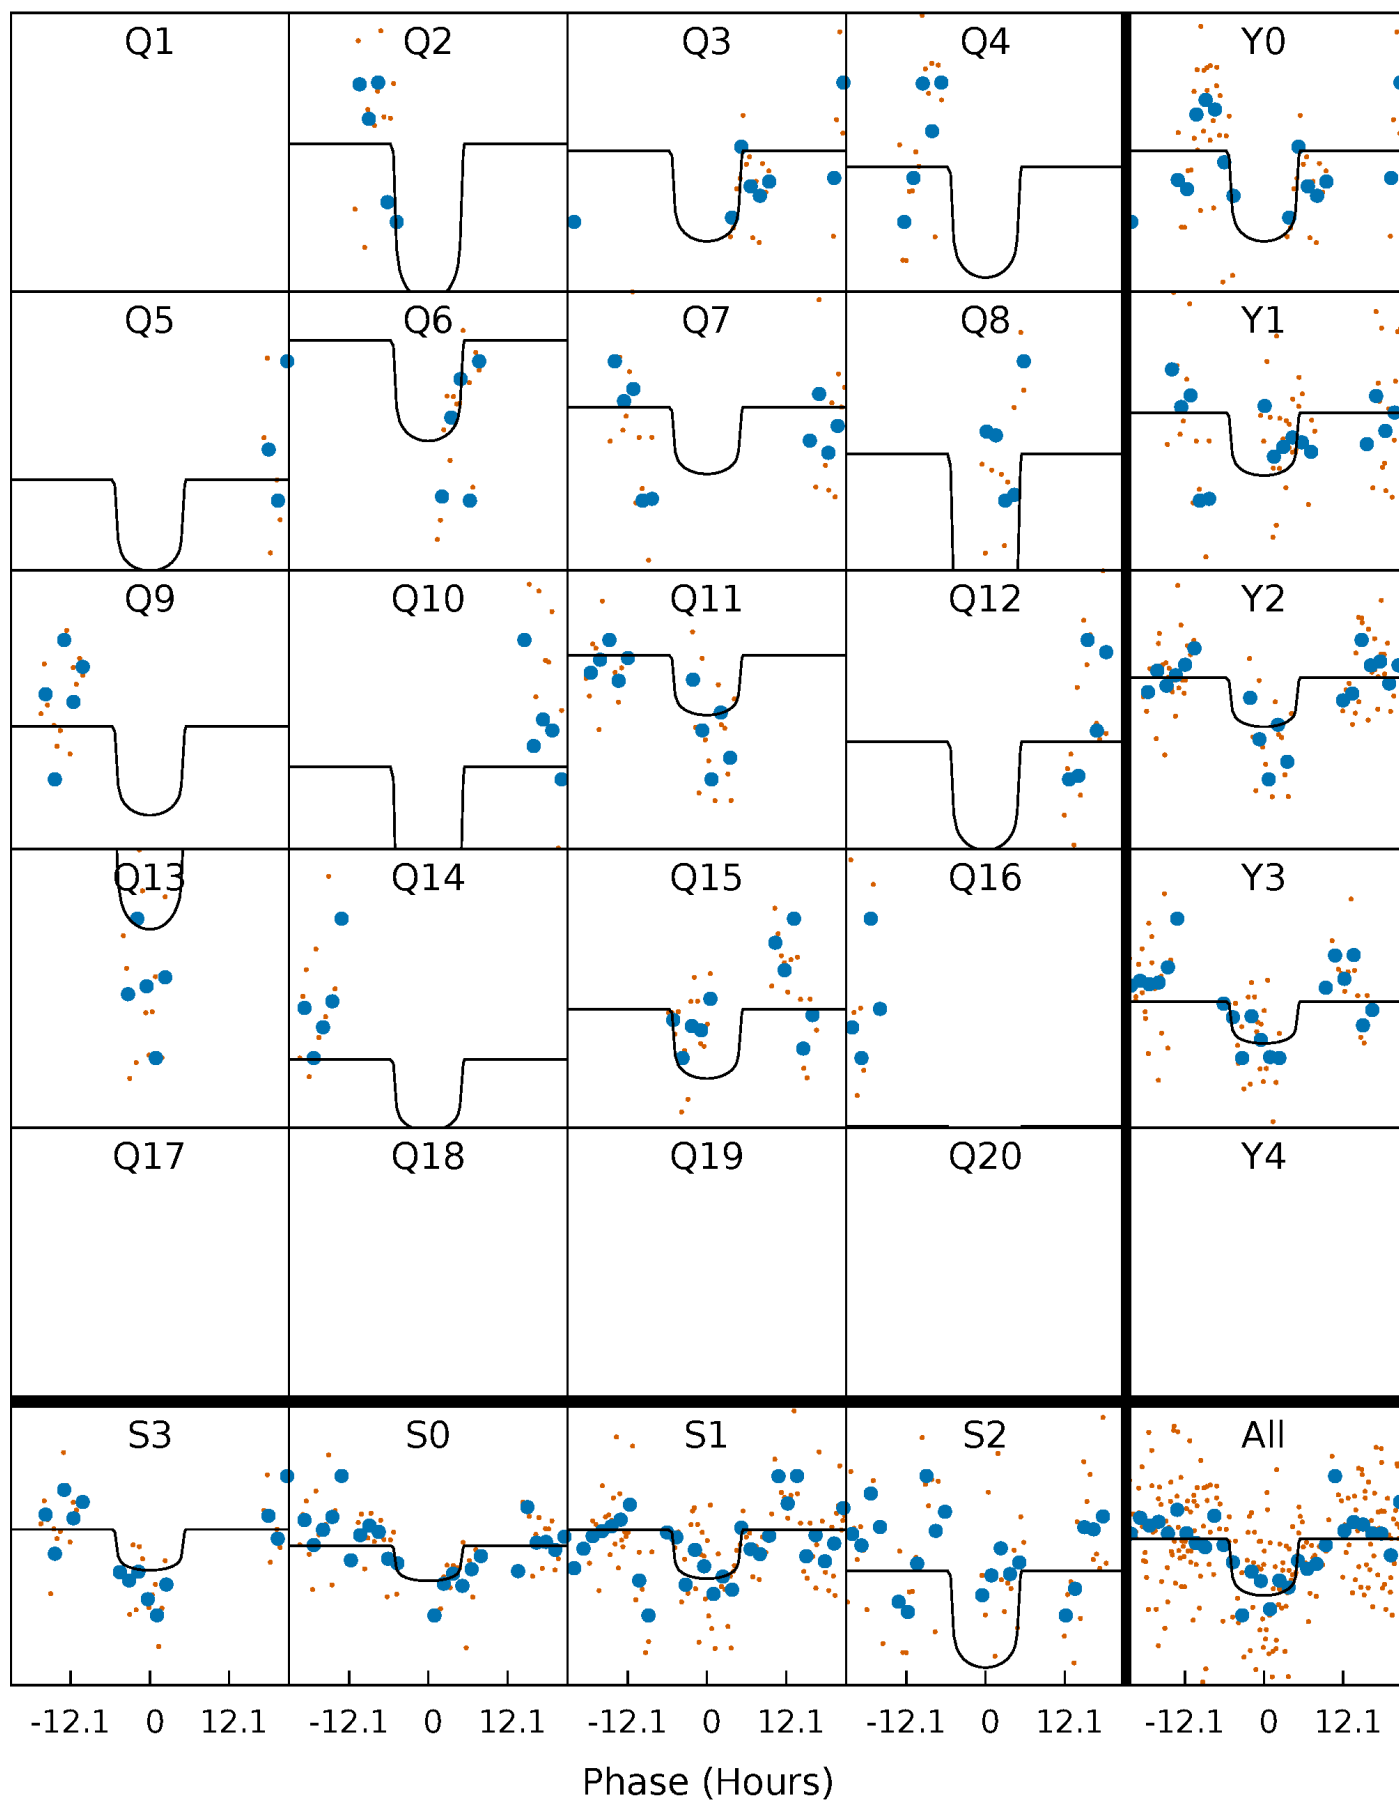 Q1 Q2 Q3 Q4 Y0
Q5 Q6 Q7 Q8 Y1
Q9 Q10 Q11 Q12 Y2
Q13 Q14 Q15 Q16 Y3
Q17 Q18 Q19 Q20 Y4
S3 S0 S1 S2 All
-12.1 0 12.1 -12.1 0 12.1 -12.1 0 12.1 -12.1 0 12.1 -12.1 0 12.1
Phase (Hours)